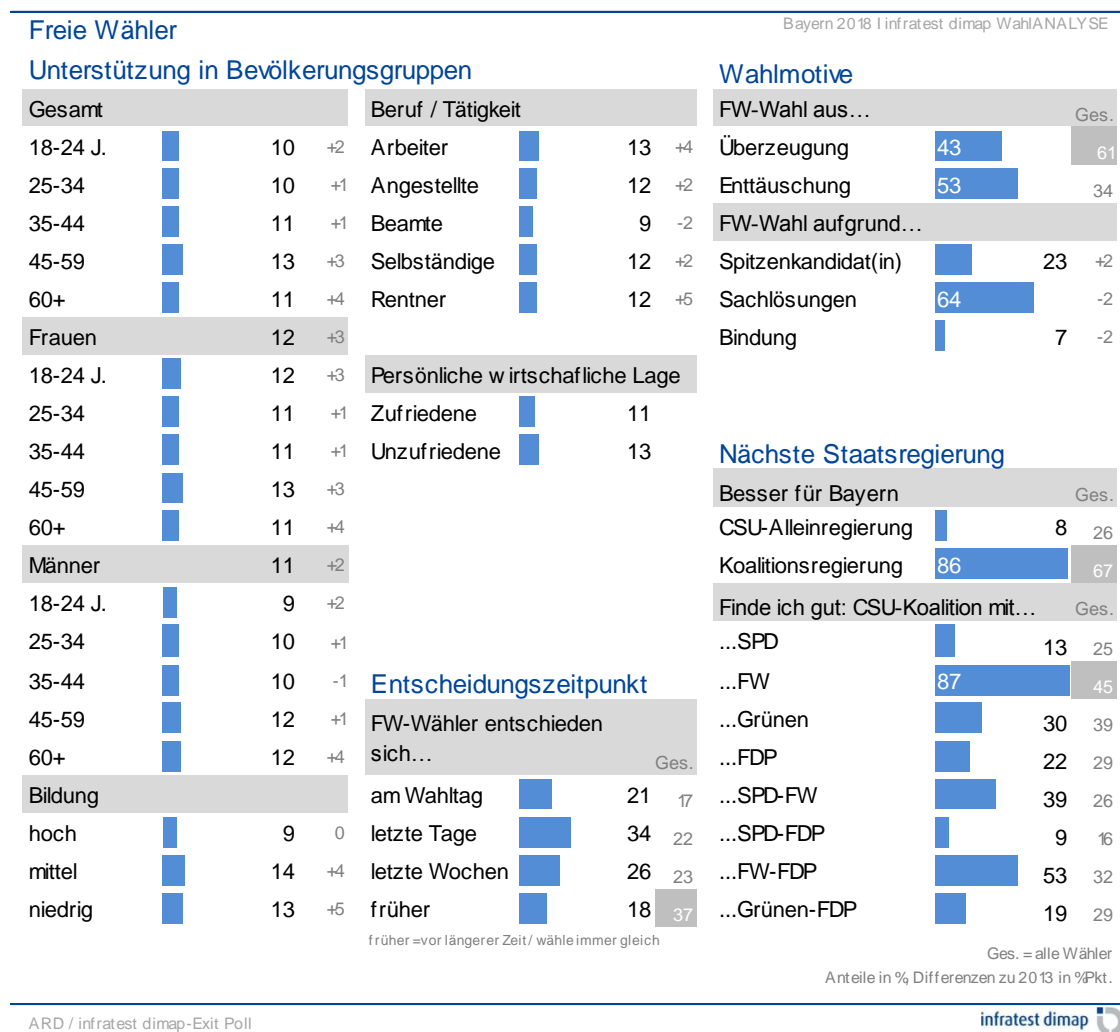 Freie Wähler
Bayern 2018 I infratest dimap WahlANALYSE
Unterstützung in Bevölkerungsgruppen
Gesamt
18-24 J. 10 +2
25-34 10 +1
35-44 11 +1
45-59 13 +3
60+ 11 +4
Frauen 12 +3
18-24 J. 12 +3
25-34 11 +1
35-44 11 +1
45-59 13 +3
60+ 11 +4
Männer 11 +2
18-24 J. 9 +2
25-34 10 +1
35-44 10 -1
45-59 12 +1
60+ 12 +4
Bildung
hoch 9 0
mittel 14 +4
niedrig 13 +5
Beruf / Tätigkeit
Arbeiter 13 +4
Angestellte 12 +2
Beamte 9 -2
Selbständige 12 +2
Rentner 12 +5
Persönliche wirtschafliche Lage
Zufriedene 11
Unzufriedene 13
Entscheidungszeitpunkt
FW-Wähler entschieden
sich… Ges.
am Wahltag 21 17
letzte Tage 34 22
letzte Wochen 26 23
früher 18 37
früher =vor längerer Zeit/ wähle immer gleich
Wahlmotive
FW-Wahl aus… Ges.
Überzeugung 43 61
Enttäuschung 53 34
FW-Wahl aufgrund…
Spitzenkandidat(in) 23 +2
Sachlösungen 64 -2
Bindung 7 -2
Nächste Staatsregierung
Besser für Bayern Ges.
CSU-Alleinregierung 8 26
Koalitionsregierung 86 67
Finde ich gut: CSU-Koalition mit… Ges.
...SPD 13 25
...FW 87 45
...Grünen 30 39
...FDP 22 29
...SPD-FW 39 26
...SPD-FDP 9 16
...FW-FDP 53 32
...Grünen-FDP 19 29
Ges. = alle Wähler
Anteile in %, Differenzen zu 2013 in %Pkt.
ARD / infratest dimap-Exit Poll
infratest dimap